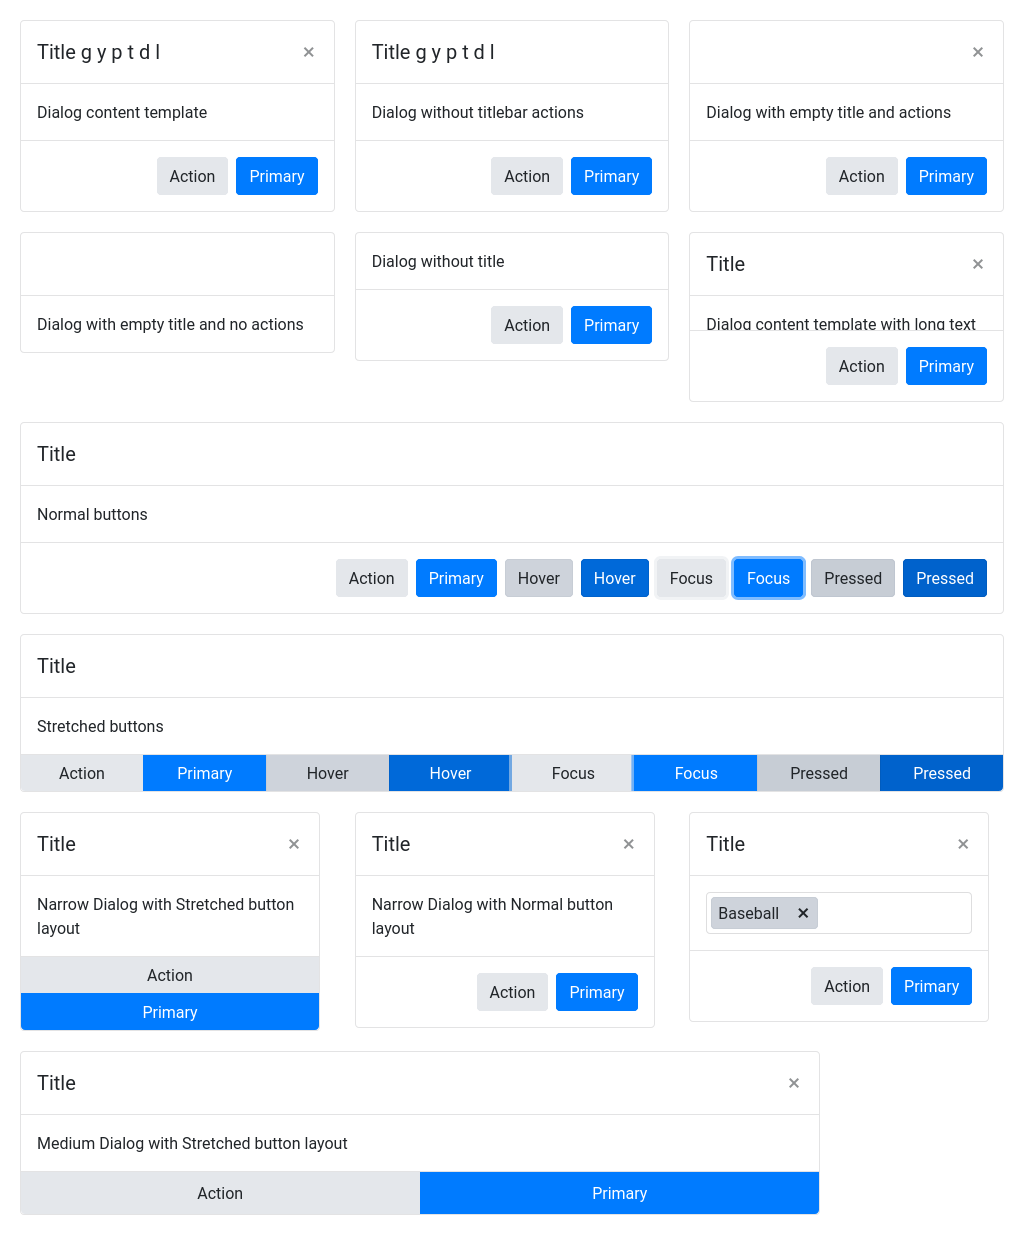 Title g y p t d l ×
Dialog content template
Action Primary
Title g y p t d l
Dialog without titlebar actions
Action Primary
×
Dialog with empty title and actions
Action Primary
Dialog with empty title and no actions
Dialog without title
Action Primary
Title ×
Dialog content template with long text
Action Primary
Title
Normal buttons
Action Primary Hover Hover Focus Focus Pressed Pressed
Title
Stretched buttons
Action Primary Hover Hover Focus Focus Pressed Pressed
Title ×
Narrow Dialog with Stretched button
layout
Action
Primary
Title ×
Narrow Dialog with Normal button
layout
Action Primary
Title ×
Baseball ×
Action Primary
Title ×
Medium Dialog with Stretched button layout
Action Primary